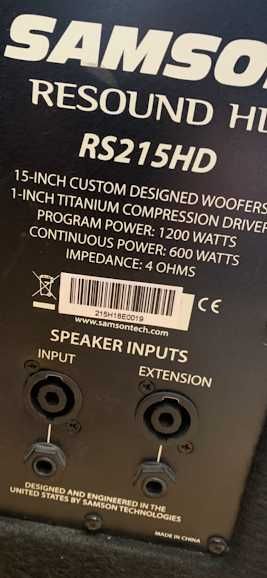 SAMSO
RESOUND H
RS215HD
15-INCH CUSTOM DESIGNED WOOFERS
1-INCH TITANIUM COMPRESSION DRIVER
PROGRAM POWER: 1200 WATTS
CONTINUOUS POWER: 600 WATTS
IMPEDANCE: 4 OHMS
215H18E0019
CE
www.samsontech.com
SPEAKER INPUTS
INPUT
EXTENSION
DESIGNED AND ENGINEERED IN THE
UNITED STATES BY SAMSON TECHNOLOGIES
MADE IN CHINA